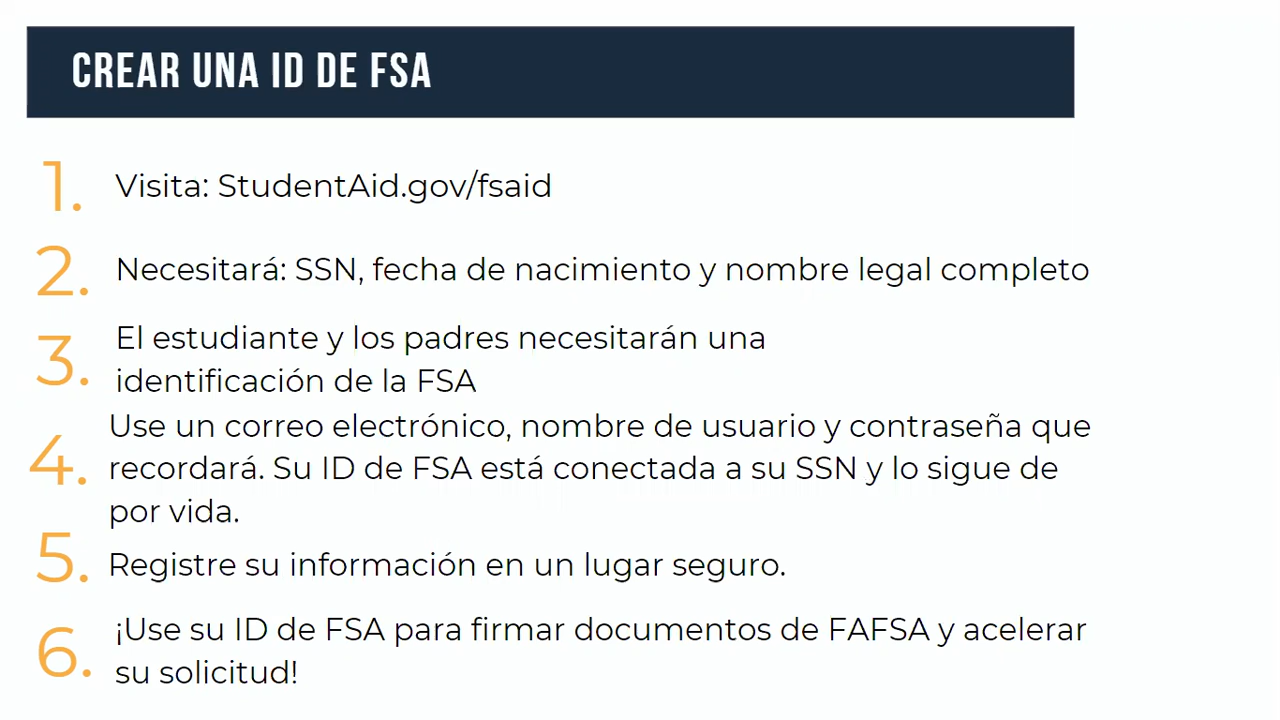 CREAR UNA ID DE FSA
1. Visita: StudentAid.gov/fsaid
2. Necesitará: SSN, fecha de nacimiento y nombre legal completo
3. El estudiante y los padres necesitarán una
identificación de la FSA
4. Use un correo electrónico, nombre de usuario y contraseña que
recordará. Su ID de FSA está conectada a su SSN y lo sigue de
por vida.
5. Registre su información en un lugar seguro.
6. ¡Use su ID de FSA para firmar documentos de FAFSA y acelerar
su solicitud!